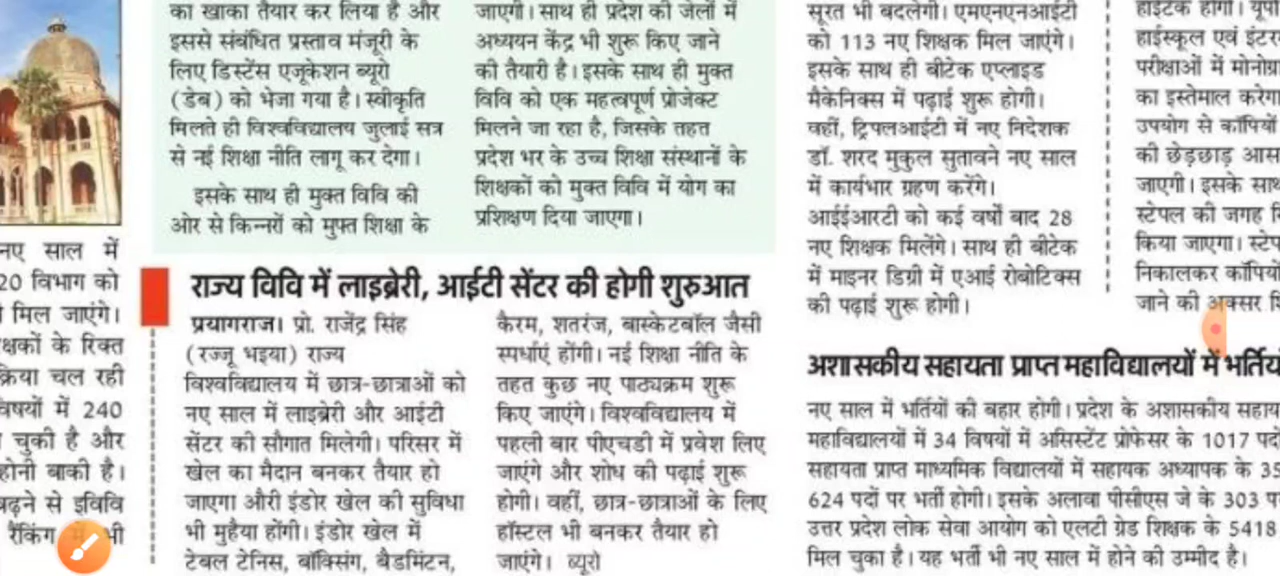 का खाका तैयार कर लिया है और
इससे संबंधित प्रस्ताव मंजूरी के
लिए डिस्टेंस एजूकेशन ब्यूरो
(डेब) को भेजा गया है। स्वीकृति
मिलते ही विश्वविद्यालय जुलाई सत्र
से नई शिक्षा नीति लागू कर देगा।
इसके साथ ही मुक्त विवि की
ओर से किन्नरों को मुफ्त शिक्षा के
जाएगी। साथ ही प्रदेश की जेलों में
अध्ययन केंद्र भी शुरू किए जाने
की तैयारी है। इसके साथ ही मुक्त
विवि को एक महत्वपूर्ण प्रोजेक्ट
मिलने जा रहा है, जिसके तहत
प्रदेश भर के उच्च शिक्षा संस्थानों के
शिक्षकों को मुक्त विवि में योग का
प्रशिक्षण दिया जाएगा।
नए साल में
20 विभाग को
मिल जाएंगे।
के रिक्त
चल रही
में 240
चुकी है और
होनी बाकी है।
बढ़ने से इविवि
रैंकिंग में भी
राज्य विवि में लाइब्रेरी, आईटी सेंटर की होगी शुरुआत
प्रयागराज। प्रो. राजेंद्र सिंह
(रज्जू भइया) राज्य
विश्वविद्यालय में छात्र-छात्राओं को
नए साल में लाइब्रेरी और आईटी
सेंटर की सौगात मिलेगी। परिसर में
खेल का मैदान बनकर तैयार हो
जाएगा औरी इंडोर खेल की सुविधा
भी मुहैया होंगी। इंडोर खेल में
टेबल टेनिस, बॉक्सिंग, बैडमिंटन,
कैरम, शतरंज, बास्केटबॉल जैसी
स्पर्धाएं होंगी। नई शिक्षा नीति के
तहत कुछ नए पाठ्यक्रम शुरू
किए जाएंगे। विश्वविद्यालय में
पहली बार पीएचडी में प्रवेश लिए
जाएंगे और शोध की पढ़ाई शुरू
होगी। वहीं, छात्र-छात्राओं के लिए
हॉस्टल भी बनकर तैयार हो
जाएंगे। ब्यूरो
सूरत भी बदलेगी। एमएनएनआईटी
को 113 नए शिक्षक मिल जाएंगे।
इसके साथ ही बीटेक एप्लाइड
मैकेनिक्स में पढ़ाई शुरू होगी।
वहीं, ट्रिपलआईटी में नए निदेशक
डॉ. शरद मुकुल सुतावने नए साल
में कार्यभार ग्रहण करेंगे।
आईईआरटी को कई वर्षों बाद 28
नए शिक्षक मिलेंगे। साथ ही बीटेक
में माइनर डिग्री में एआई रोबोटिक्स
की पढ़ाई शुरू होगी।
हाईटेक होगी। यूपी
हाईस्कूल एवं इंटर
परीक्षाओं में मोनोग्रा
का इस्तेमाल करेगा
उपयोग से कॉपियों
की छेड़छाड़ आस
जाएगी। इसके साथ
स्टेपल की जगह
किया जाएगा। स्टेप
निकालकर कॉपियों
जाने की अक्सर
अशासकीय सहायता प्राप्त महाविद्यालयों में भर्तिय
नए साल में भर्तियों की बहार होगी। प्रदेश के अशासकीय सहाय
महाविद्यालयों में 34 विषयों में असिस्टेंट प्रोफेसर के 1017 पदो
सहायता प्राप्त माध्यमिक विद्यालयों में सहायक अध्यापक के 35
624 पदों पर भर्ती होगी। इसके अलावा पीसीएस जे के 303 प
उत्तर प्रदेश लोक सेवा आयोग को एलटी ग्रेड शिक्षक के 5418
मिल चुका है। यह भर्ती भी नए साल में होने की उम्मीद है।